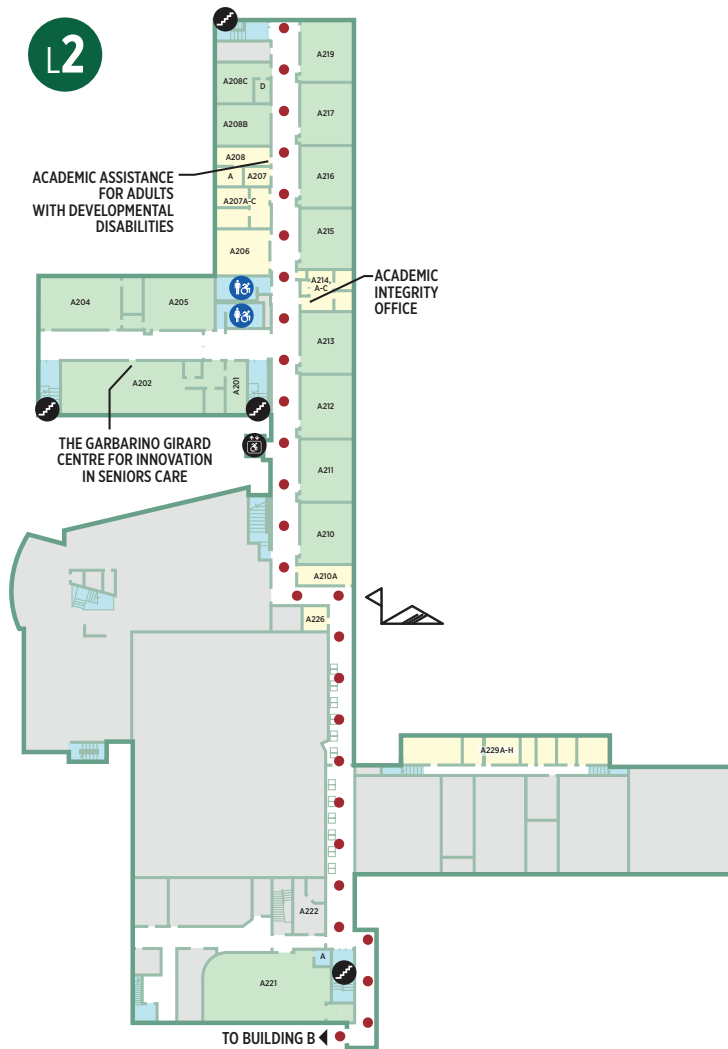 L2
A219
A208C
D
A217
A208B
A208
A
A207
A216
ACADEMIC ASSISTANCE
FOR ADULTS
WITH DEVELOPMENTAL
DISABILITIES
A207A-C
A215
A206
A214,
A-C
ACADEMIC
INTEGRITY
OFFICE
A204
A205
A213
A202
A201
A212
THE GARBARINO GIRARD
CENTRE FOR INNOVATION
IN SENIORS CARE
A211
A210
A210A
A226
A229A-H
A222
A
A221
TO BUILDING B